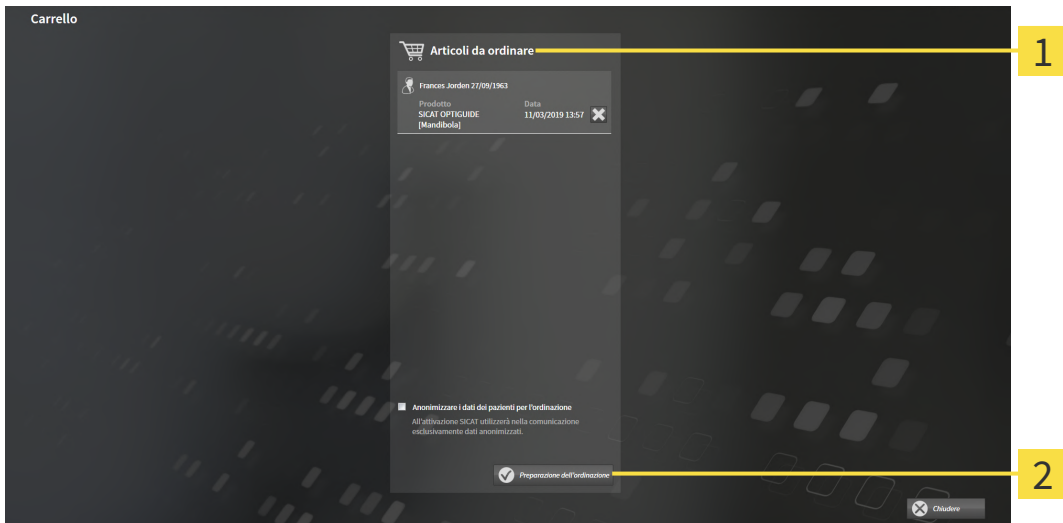 Carrello
Articoli da ordinare
1
Frances Jorden 27/09/1963
Prodotto Data
SICAT OPTIGUIDE 11/03/2019 13:57
[Mandibola]
Anonimizzare i dati dei pazienti per l'ordinazione
All'attivazione SICAT utilizzerà nella comunicazione
esclusivamente dati anonimizzati.
Preparazione dell'ordinazione
2
Chiudere